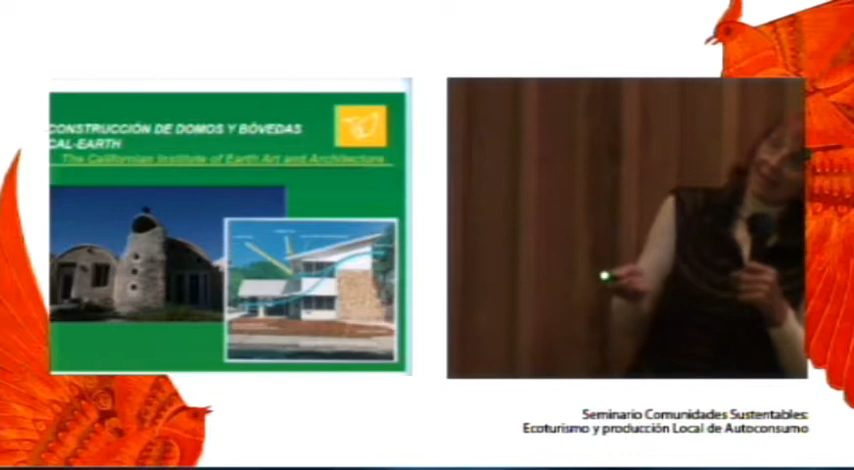 CONSTRUCCIÓN DE DOMOS Y BÓVEDAS
CAL-EARTH
The Californian Institute of Earth Art and Architecture
Seminario Comunidades Sustentables:
Ecoturismo y producción Local de Autoconsumo